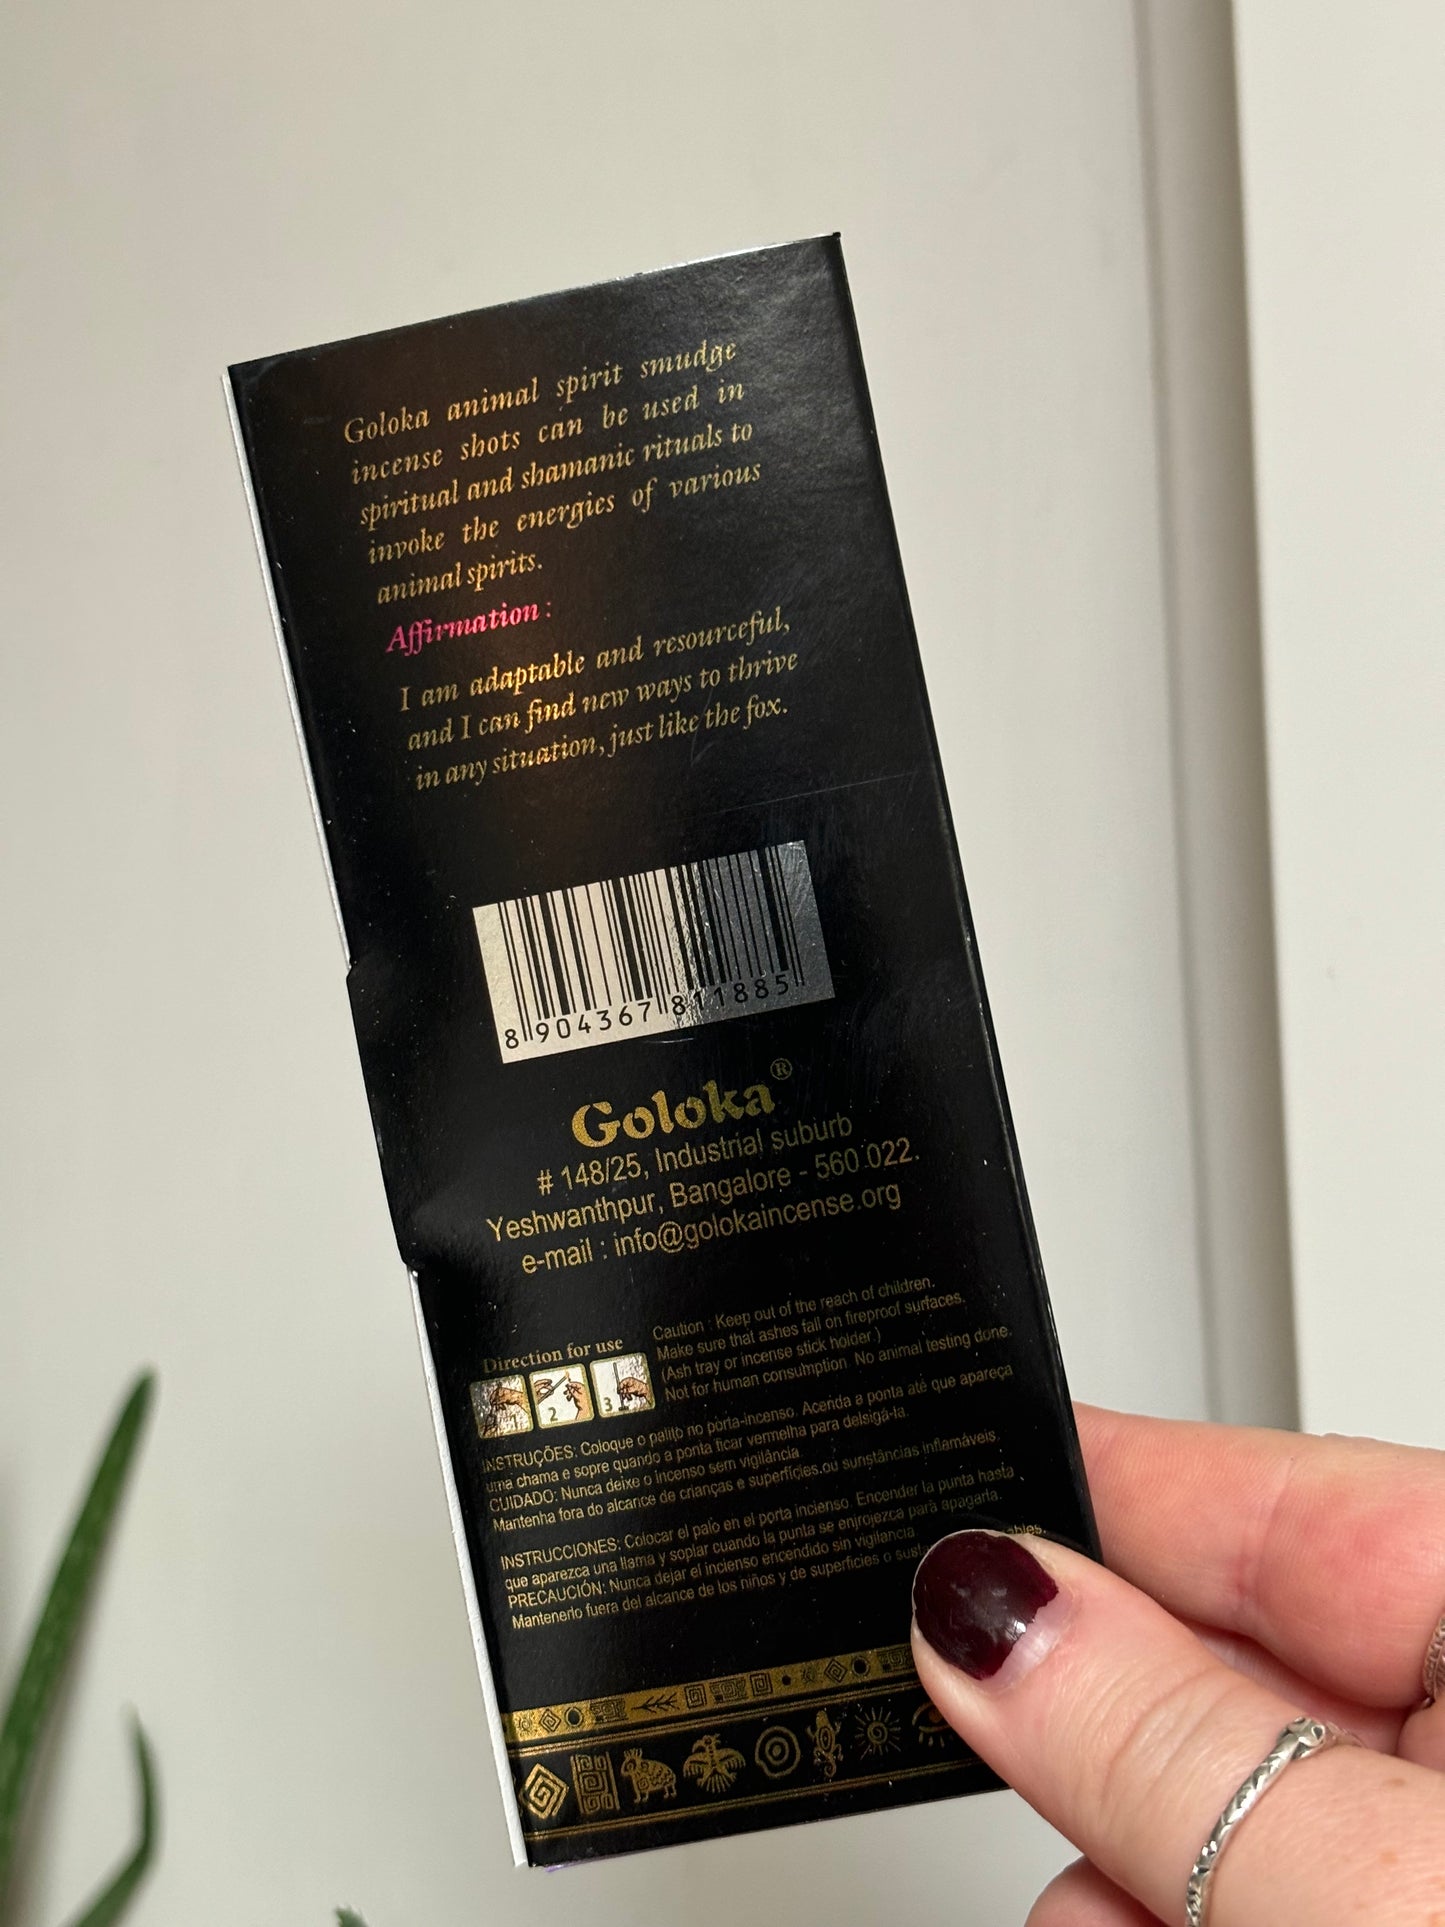 Goloka animal spirit smudge
incense shots can be used in
spiritual and shamanic rituals to
invoke the energies of various
animal spirits.
Affirmation :
I am adaptable and resourceful,
and I can find new ways to thrive
in any situation, just like the fox.
8 904367 811885
Goloka®
# 148/25, Industrial suburb
Yeshwanthpur, Bangalore - 560 022.
e-mail : info@golokaincense.org
Direction for use
1 2 3
Caution : Keep out of the reach of children.
Make sure that ashes fall on fireproof surfaces.
(Ash tray or incense stick holder.)
Not for human consumption. No animal testing done.
INSTRUÇÕES: Coloque o palito no porta-incenso. Acenda a ponta até que apareça
uma chama e sopre quando a ponta ficar vermelha para delsigá-la.
CUIDADO: Nunca deixe o incenso sem vigilância.
Mantenha fora do alcance de crianças e superfícies.ou sunstâncias inflamáveis.
INSTRUCCIONES: Colocar el palo en el porta incienso. Encender la punta hasta
que aparezca una llama y soplar cuando la punta se enjrojezca para apagarla.
PRECAUCIÓN: Nunca dejar el incienso encendido sin vigilancia
Mantenerlo fuera del alcance de los niños y de superficies o